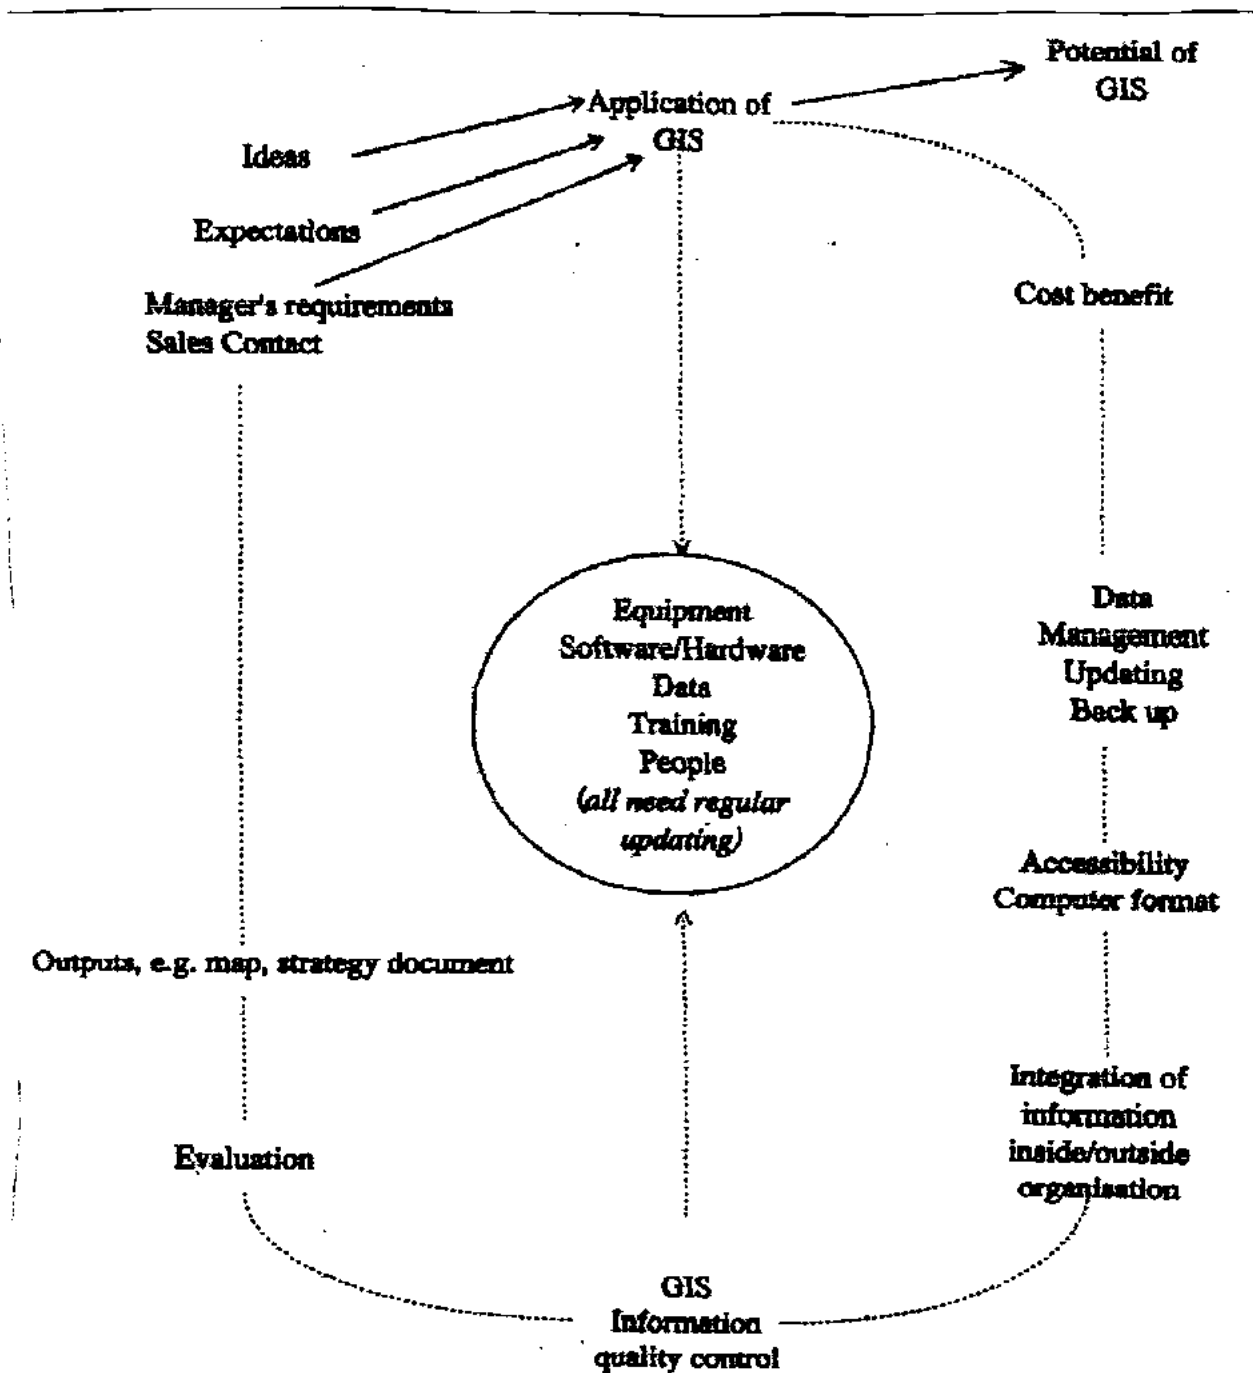 Potential of
GIS
Application of
GIS
Ideas
Expectations
Manager's requirements
Sales Contact
Cost benefit
Equipment
Software/Hardware
Data
Training
People
(all need regular
updating)
Data
Management
Updating
Back up
Accessibility
Computer format
Outputs, e.g. map, strategy document
Integration of
information
inside/outside
organisation
Evaluation
GIS
Information
quality control